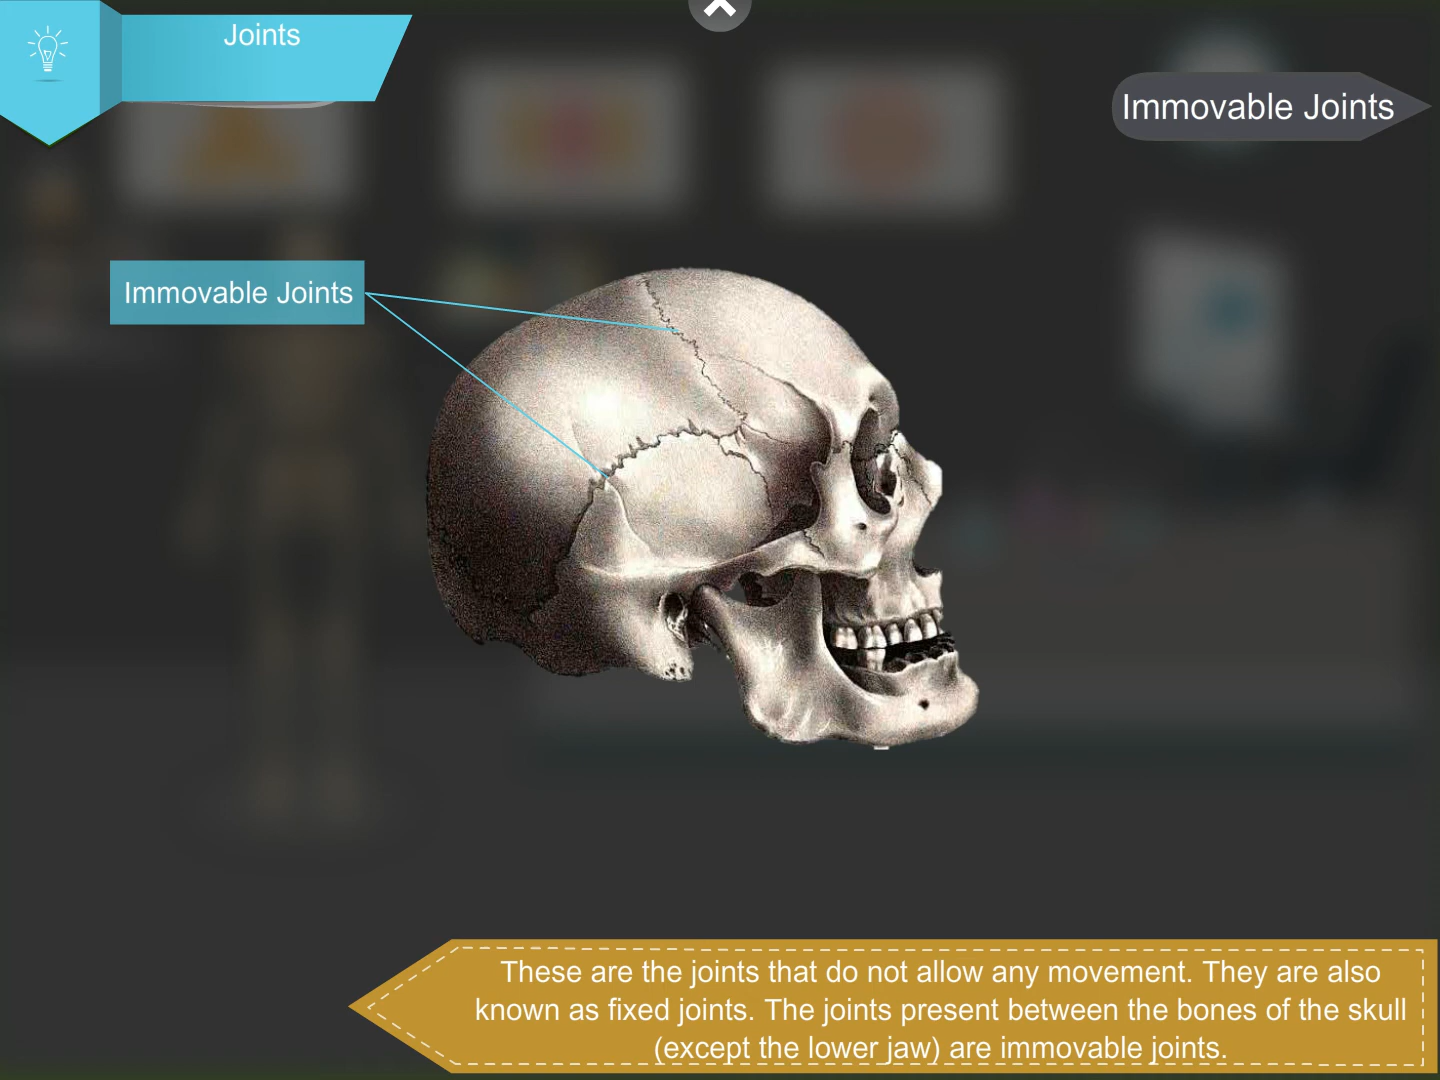 Joints
Immovable Joints
Immovable Joints
These are the joints that do not allow any movement. They are also
known as fixed joints. The joints present between the bones of the skull
(except the lower jaw) are immovable joints.